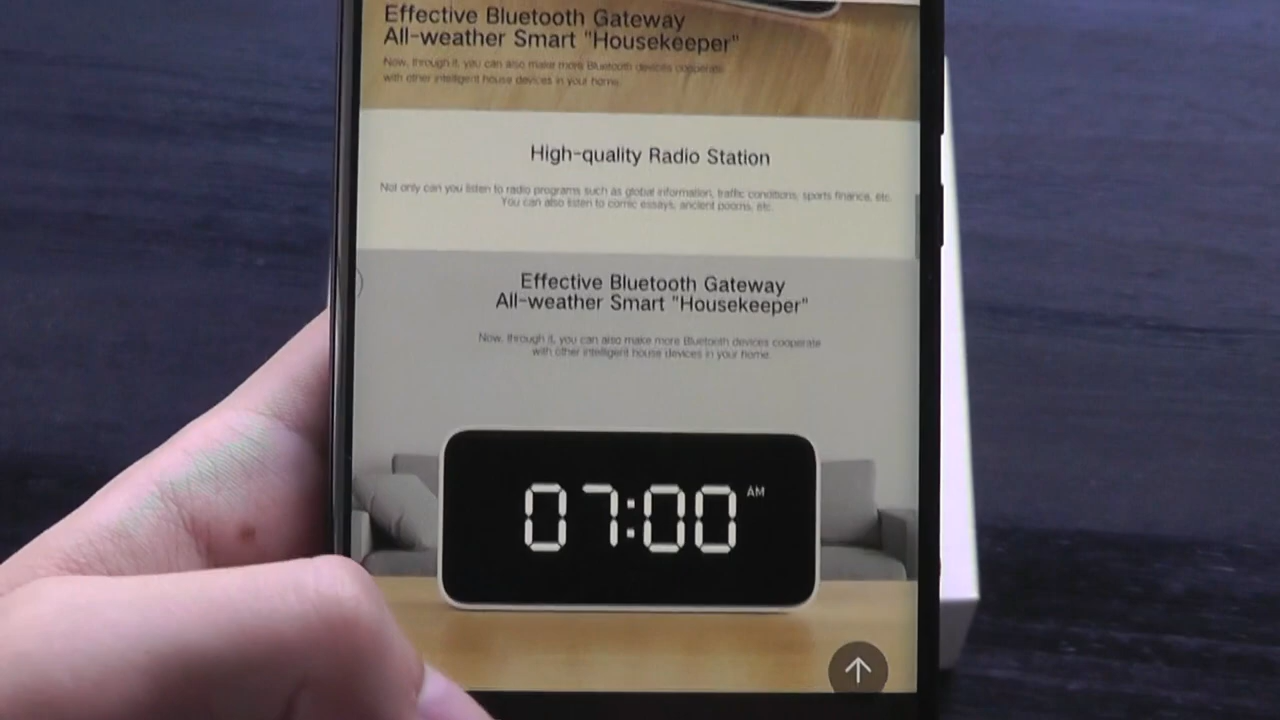 Effective Bluetooth Gateway
All-weather Smart "Housekeeper"
Now, through it, you can also make more Bluetooth devices cooperate
with other intelligent house devices in your home.
High-quality Radio Station
Not only can you listen to radio programs such as global information, traffic conditions, sports finance, etc.
You can also listen to comic essays, ancient pooms, etc.
Effective Bluetooth Gateway
All-weather Smart "Housekeeper"
Now, through it, you can also make more Bluetooth devices cooperate
with other intelligent house devices in your home.
07:00 AM